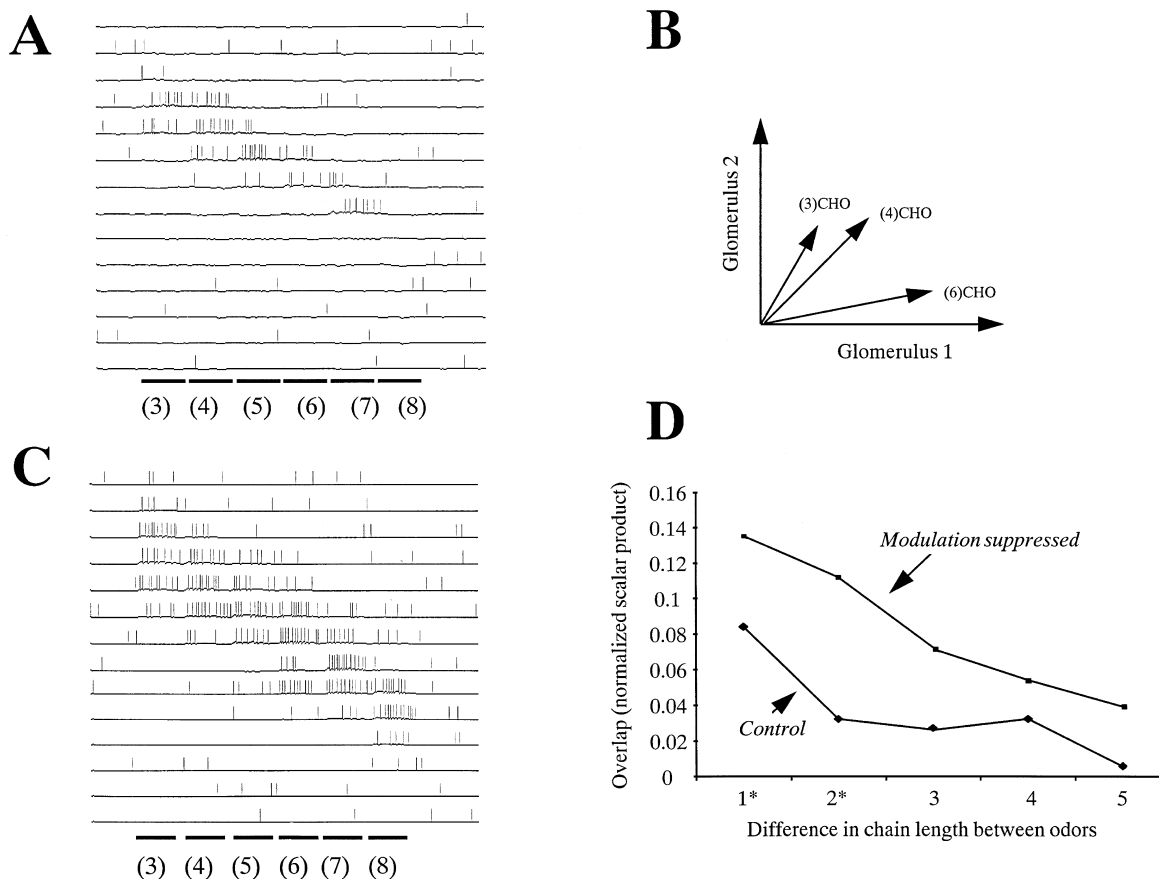 A
(3) (4) (5) (6) (7) (8)
B
Glomerulus 2
(3)CHO
(4)CHO
(6)CHO
Glomerulus 1
C
(3) (4) (5) (6) (7) (8)
D
Overlap (normalized scalar product)
0.16
0.14
0.12
0.1
0.08
0.06
0.04
0.02
0
Modulation suppressed
Control
1* 2* 3 4 5
Difference in chain length between odors